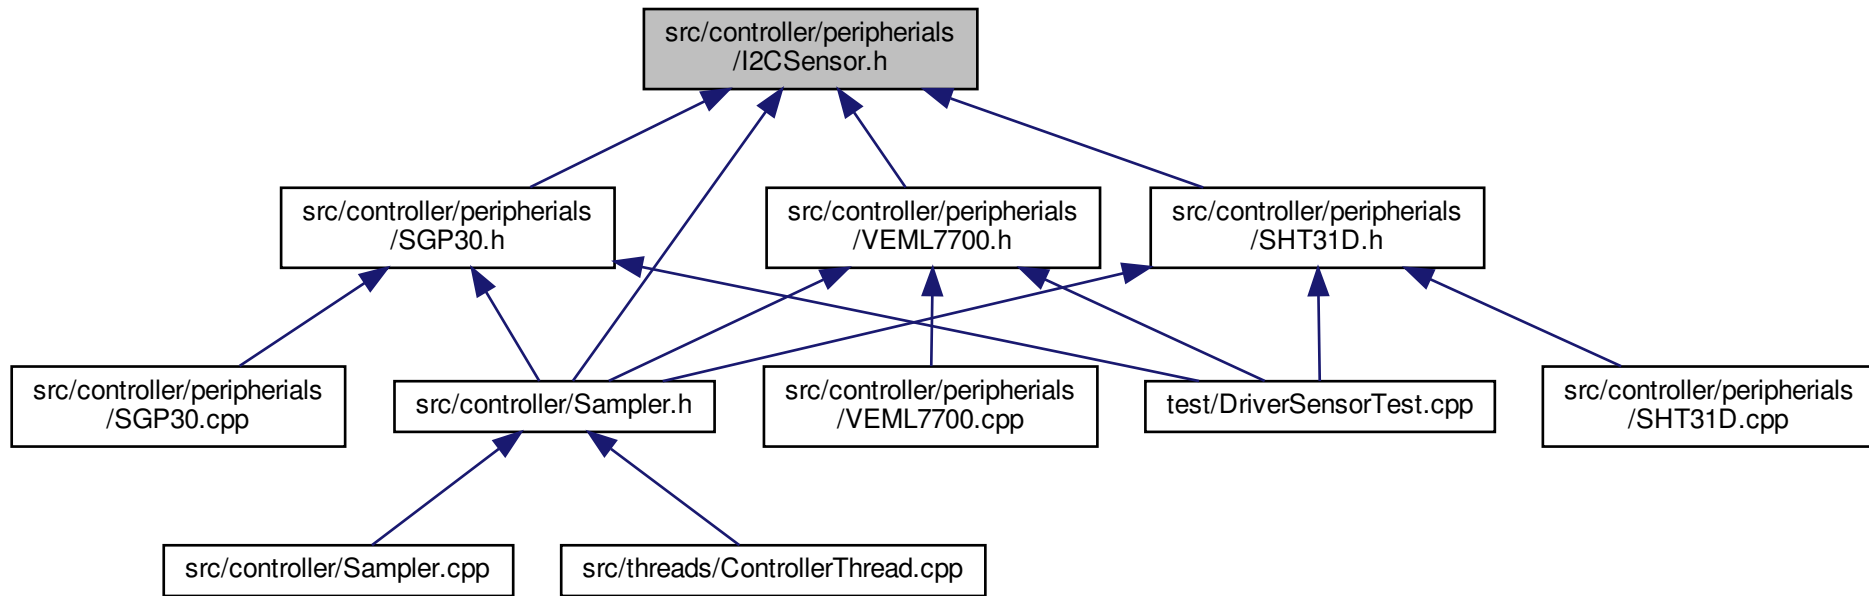 src/controller/peripherials
/I2CSensor.h
src/controller/peripherials
/SGP30.h
src/controller/peripherials
/VEML7700.h
src/controller/peripherials
/SHT31D.h
src/controller/peripherials
/SGP30.cpp
src/controller/Sampler.h
src/controller/peripherials
/VEML7700.cpp
test/DriverSensorTest.cpp
src/controller/peripherials
/SHT31D.cpp
src/controller/Sampler.cpp
src/threads/ControllerThread.cpp